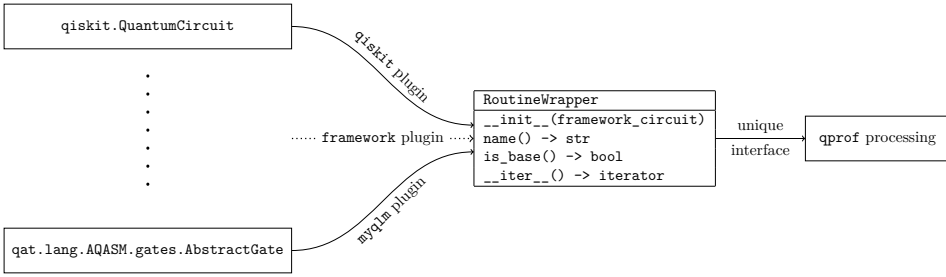 qiskit.QuantumCircuit
qiskit plugin
framework plugin
myqlm plugin
qat.lang.AQASM.gates.AbstractGate
RoutineWrapper
__init__(framework_circuit)
name() -> str
is_base() -> bool
__iter__() -> iterator
unique
interface
qprof processing